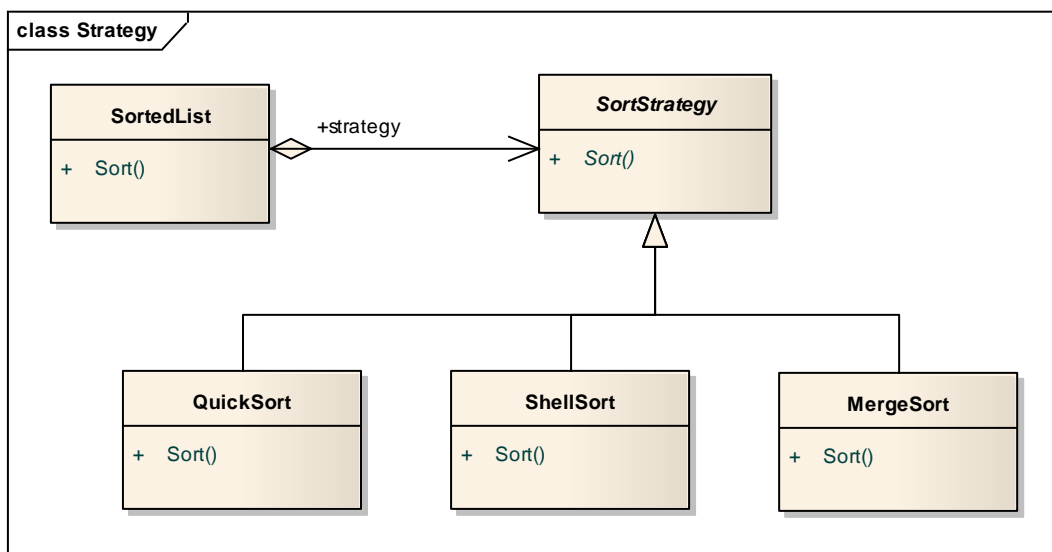 class Strategy
SortedList
+ Sort()
+strategy
SortStrategy
+ Sort()
QuickSort
+ Sort()
ShellSort
+ Sort()
MergeSort
+ Sort()